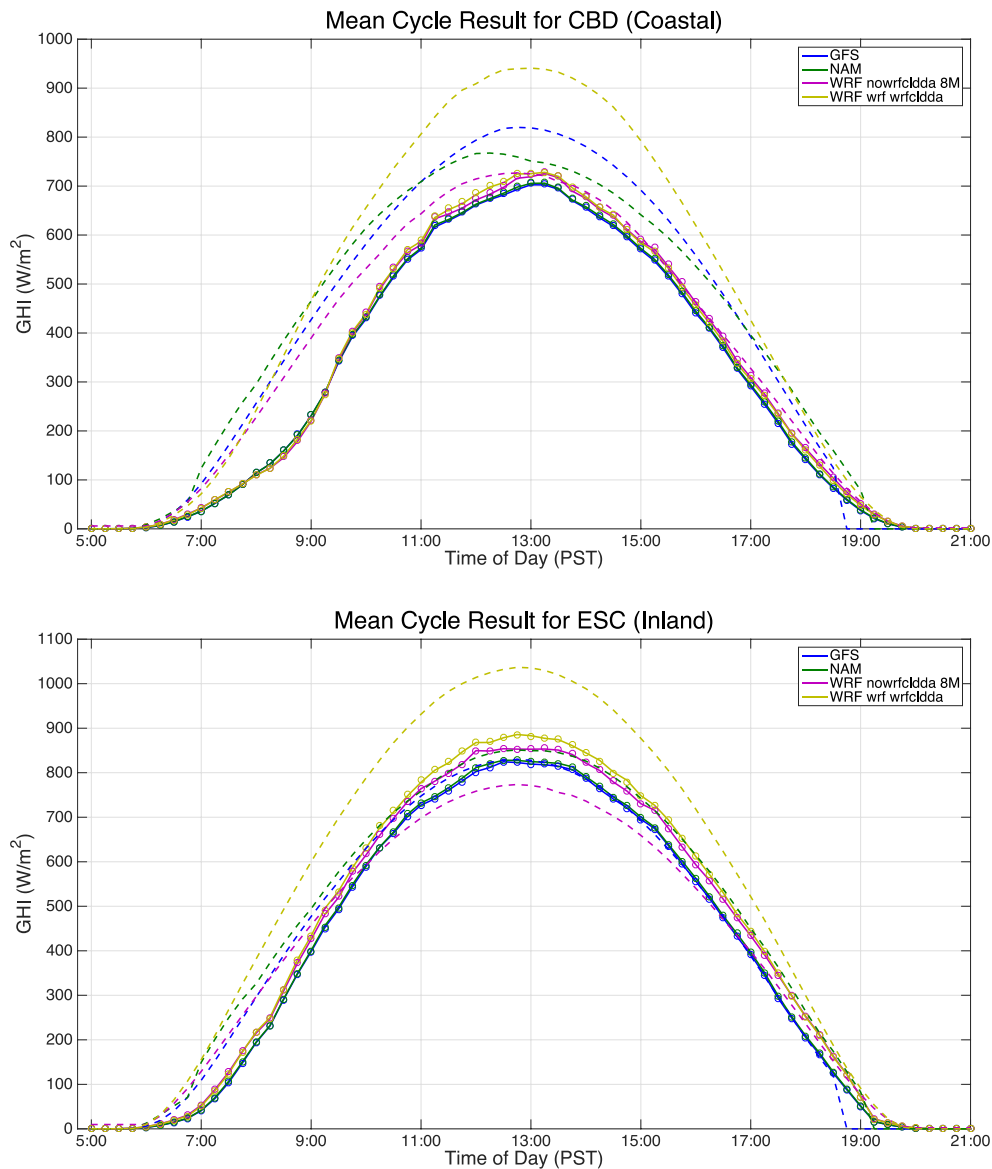 Mean Cycle Result for CBD (Coastal)
GHI (W/m²)
1000
900
800
700
600
500
400
300
200
100
0
GFS
NAM
WRF nowrfcldda 8M
WRF wrf wrfcldda
5:00 7:00 9:00 11:00 13:00 15:00 17:00 19:00 21:00
Time of Day (PST)
Mean Cycle Result for ESC (Inland)
GHI (W/m²)
1100
1000
900
800
700
600
500
400
300
200
100
0
GFS
NAM
WRF nowrfcldda 8M
WRF wrf wrfcldda
5:00 7:00 9:00 11:00 13:00 15:00 17:00 19:00 21:00
Time of Day (PST)